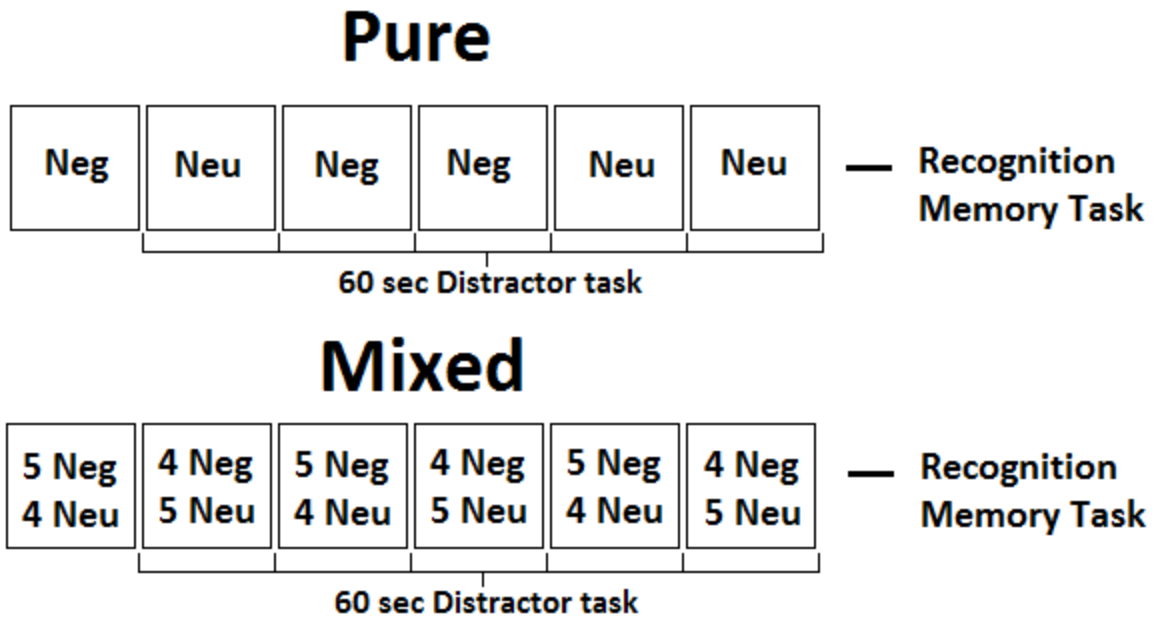 Pure
Neg Neu Neg Neg Neu Neu
Recognition
Memory Task
60 sec Distractor task
Mixed
5 Neg 4 Neg 5 Neg 4 Neg 5 Neg 4 Neg
4 Neu 5 Neu 4 Neu 5 Neu 4 Neu 5 Neu
Recognition
Memory Task
60 sec Distractor task